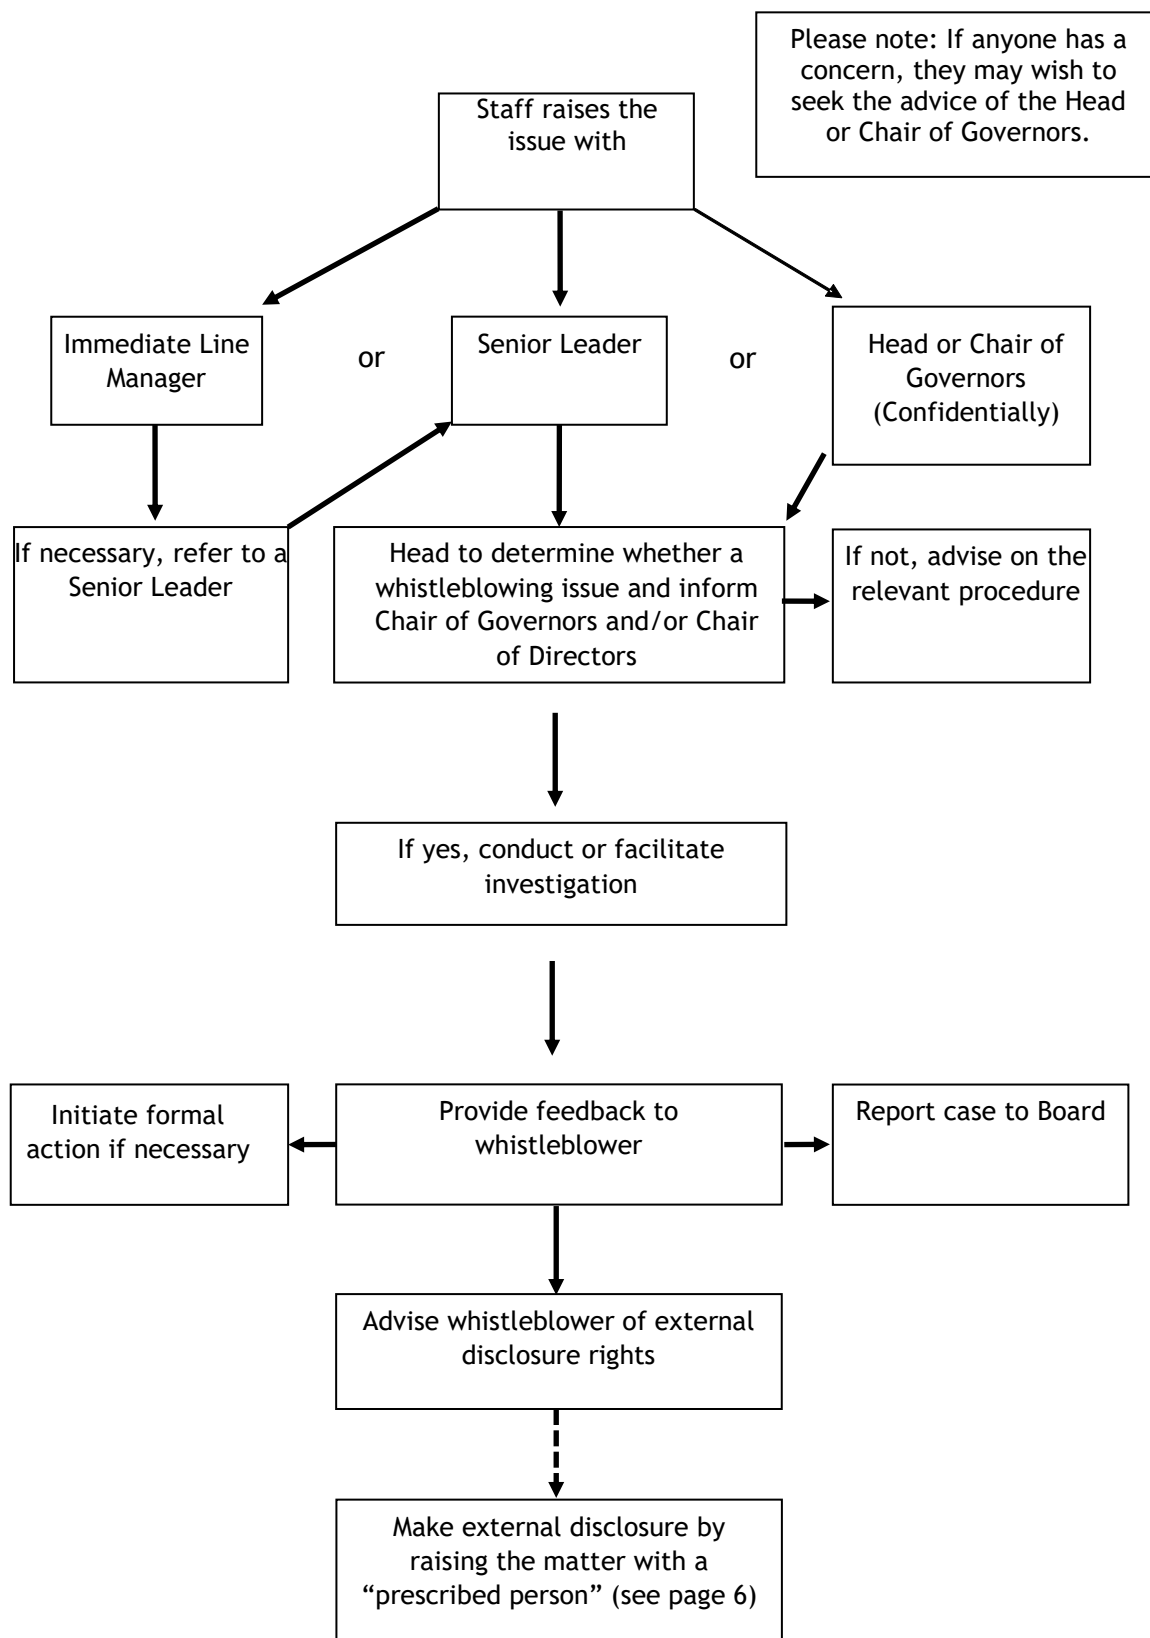 Please note: If anyone has a
concern, they may wish to
seek the advice of the Head
or Chair of Governors.
Staff raises the
issue with
Immediate Line
Manager
or
Senior Leader
or
Head or Chair of
Governors
(Confidentially)
If necessary, refer to a
Senior Leader
Head to determine whether a
whistleblowing issue and inform
Chair of Governors and/or Chair
of Directors
If not, advise on the
relevant procedure
If yes, conduct or facilitate
investigation
Initiate formal
action if necessary
Provide feedback to
whistleblower
Report case to Board
Advise whistleblower of external
disclosure rights
Make external disclosure by
raising the matter with a
“prescribed person” (see page 6)